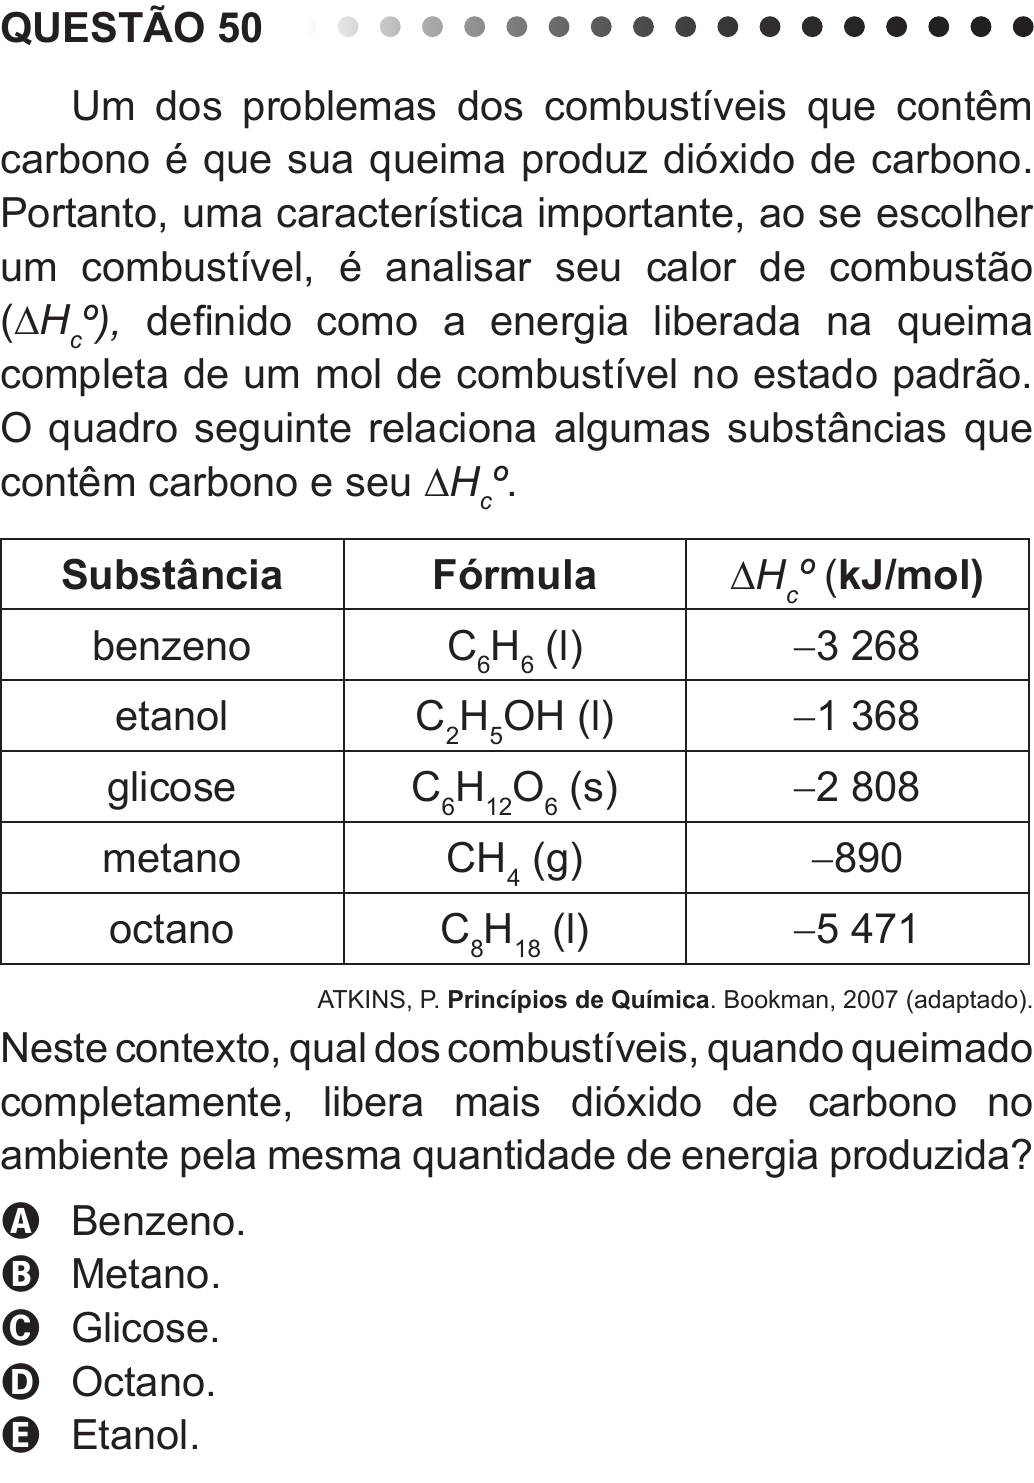 QUESTÃO 50
Um dos problemas dos combustíveis que contêm
carbono é que sua queima produz dióxido de carbono.
Portanto, uma característica importante, ao se escolher
um combustível, é analisar seu calor de combustão
(∆Hcº), definido como a energia liberada na queima
completa de um mol de combustível no estado padrão.
O quadro seguinte relaciona algumas substâncias que
contêm carbono e seu ∆Hcº.
Substância Fórmula ∆Hcº (kJ/mol)
benzeno C6H6 (l) –3 268
etanol C2H5OH (l) –1 368
glicose C6H12O6 (s) –2 808
metano CH4 (g) –890
octano C8H18 (l) –5 471
ATKINS, P. Princípios de Química. Bookman, 2007 (adaptado).
Neste contexto, qual dos combustíveis, quando queimado
completamente, libera mais dióxido de carbono no
ambiente pela mesma quantidade de energia produzida?
A Benzeno.
B Metano.
C Glicose.
D Octano.
E Etanol.